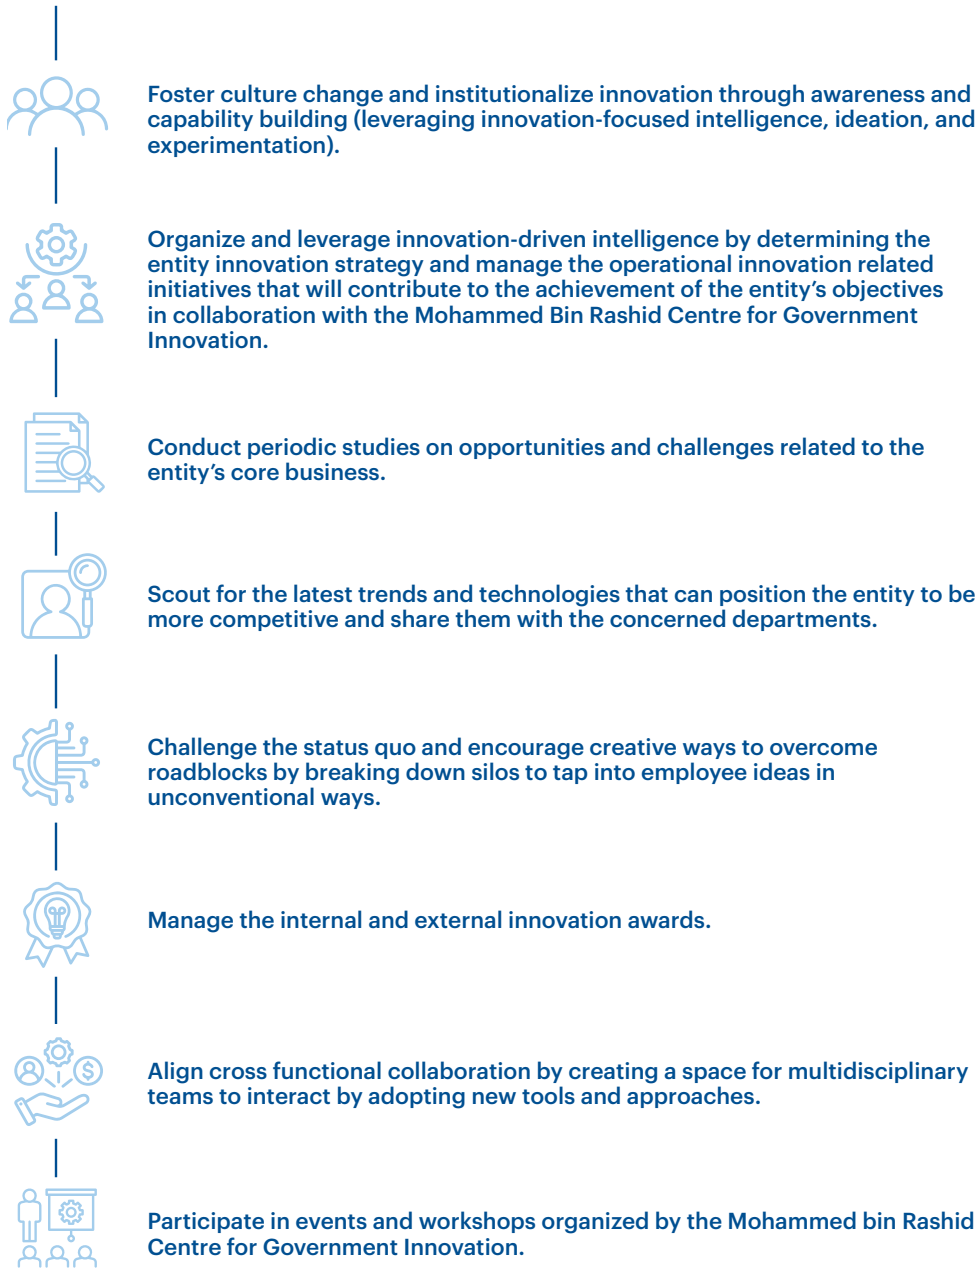 Foster culture change and institutionalize innovation through awareness and
capability building (leveraging innovation-focused intelligence, ideation, and
experimentation).
Organize and leverage innovation-driven intelligence by determining the
entity innovation strategy and manage the operational innovation related
initiatives that will contribute to the achievement of the entity’s objectives
in collaboration with the Mohammed Bin Rashid Centre for Government
Innovation.
Conduct periodic studies on opportunities and challenges related to the
entity’s core business.
Scout for the latest trends and technologies that can position the entity to be
more competitive and share them with the concerned departments.
Challenge the status quo and encourage creative ways to overcome
roadblocks by breaking down silos to tap into employee ideas in
unconventional ways.
Manage the internal and external innovation awards.
$
Align cross functional collaboration by creating a space for multidisciplinary
teams to interact by adopting new tools and approaches.
Participate in events and workshops organized by the Mohammed bin Rashid
Centre for Government Innovation.